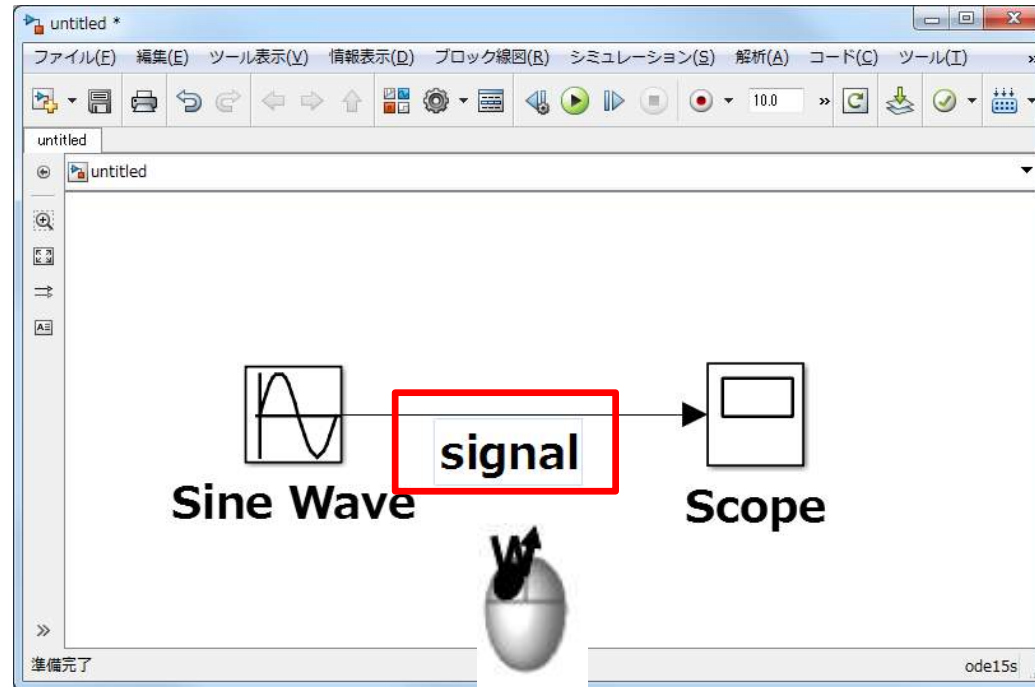 untitled *
ファイル(F) 編集(E) ツール表示(V) 情報表示(D) ブロック線図(R) シミュレーション(S) 解析(A) コード(C) ツール(T) »
10.0 »
untitled
untitled
signal
Sine Wave
Scope
W
»
準備完了 ode15s